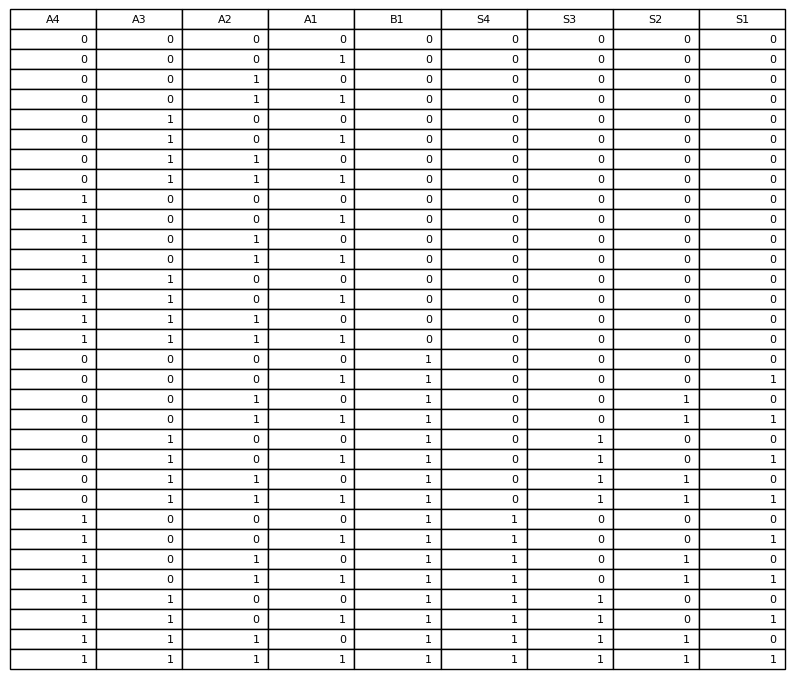 A4 A3 A2 A1 B1 S4 S3 S2 S1
0 0 0 0 0 0 0 0 0
0 0 0 1 0 0 0 0 0
0 0 1 0 0 0 0 0 0
0 0 1 1 0 0 0 0 0
0 1 0 0 0 0 0 0 0
0 1 0 1 0 0 0 0 0
0 1 1 0 0 0 0 0 0
0 1 1 1 0 0 0 0 0
1 0 0 0 0 0 0 0 0
1 0 0 1 0 0 0 0 0
1 0 1 0 0 0 0 0 0
1 0 1 1 0 0 0 0 0
1 1 0 0 0 0 0 0 0
1 1 0 1 0 0 0 0 0
1 1 1 0 0 0 0 0 0
1 1 1 1 0 0 0 0 0
0 0 0 0 1 0 0 0 0
0 0 0 1 1 0 0 0 1
0 0 1 0 1 0 0 1 0
0 0 1 1 1 0 0 1 1
0 1 0 0 1 0 1 0 0
0 1 0 1 1 0 1 0 1
0 1 1 0 1 0 1 1 0
0 1 1 1 1 0 1 1 1
1 0 0 0 1 1 0 0 0
1 0 0 1 1 1 0 0 1
1 0 1 0 1 1 0 1 0
1 0 1 1 1 1 0 1 1
1 1 0 0 1 1 1 0 0
1 1 0 1 1 1 1 0 1
1 1 1 0 1 1 1 1 0
1 1 1 1 1 1 1 1 1